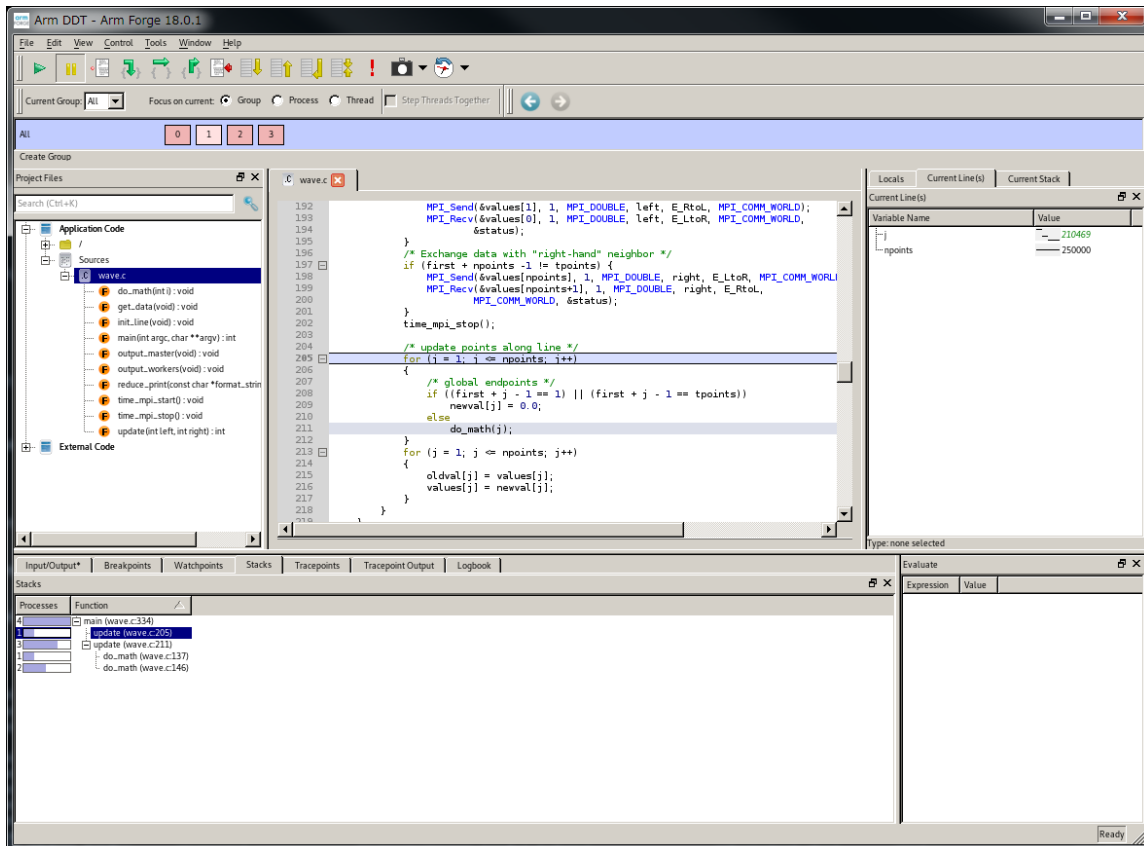 Arm DDT - Arm Forge 18.0.1
File Edit View Control Tools Window Help
Current Group: All Focus on current: Group Process Thread Step Threads Together
All 0 1 2 3
Create Group
Project Files
Search (Ctrl+K)
Application Code
/
Sources
wave.c
do_math(int i) : void
get_data(void) : void
init_line(void) : void
main(int argc, char **argv) : int
output_master(void) : void
output_workers(void) : void
reduce_print(const char *format_strin
time_mpi_start() : void
time_mpi_stop() : void
update(int left, int right) : int
External Code
wave.c
192 MPI_Send(&values[1], 1, MPI_DOUBLE, left, E_RtoL, MPI_COMM_WORLD);
193 MPI_Recv(&values[0], 1, MPI_DOUBLE, left, E_LtoR, MPI_COMM_WORLD,
194 &status);
195 }
196 /* Exchange data with "right-hand" neighbor */
197 if (first + npoints -1 != tpoints) {
198 MPI_Send(&values[npoints], 1, MPI_DOUBLE, right, E_LtoR, MPI_COMM_WORL
199 MPI_Recv(&values[npoints+1], 1, MPI_DOUBLE, right, E_RtoL,
200 MPI_COMM_WORLD, &status);
201 }
202 time_mpi_stop();
203
204 /* update points along line */
205 for (j = 1; j <= npoints; j++)
206 {
207 /* global endpoints */
208 if ((first + j - 1 == 1) || (first + j - 1 == tpoints))
209 newval[j] = 0.0;
210 else
211 do_math(j);
212 }
213 for (j = 1; j <= npoints; j++)
214 {
215 oldval[j] = values[j];
216 values[j] = newval[j];
217 }
218 }
219 }
Locals Current Line(s) Current Stack
Current Line(s)
Variable Name Value
j 210469
npoints 250000
Type: none selected
Input/Output* Breakpoints Watchpoints Stacks Tracepoints Tracepoint Output Logbook
Stacks
Processes Function
4 main (wave.c:334)
1 update (wave.c:205)
3 update (wave.c:211)
1 do_math (wave.c:137)
2 do_math (wave.c:146)
Evaluate
Expression Value
Ready